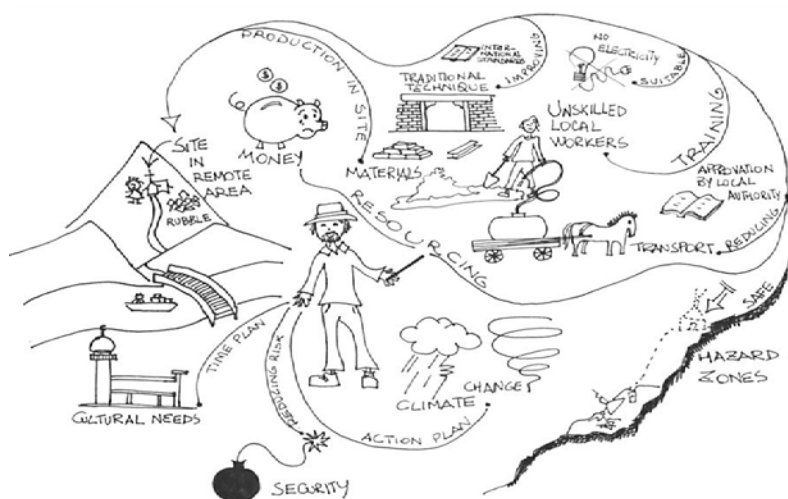 PRODUCTION IN SITE
$ $
MONEY
SITE
IN
REMOTE
AREA
RUBBLE
INTER-
NATIONAL
STANDARDS
IMPROVING
TRADITIONAL
TECHNIQUE
NO
ELECTRICITY
SUITABLE
UNSKILLED
LOCAL
WORKERS
TRAINING
MATERIALS
RESOURCING
APPROVATION
BY LOCAL
AUTHORITY
TRANSPORT
REDUCING
SAFE
HAZARD
ZONES
TIME PLAN
REDUCING RISK
ACTION PLAN
CLIMATE
CHANGE
CULTURAL NEEDS
SECURITY